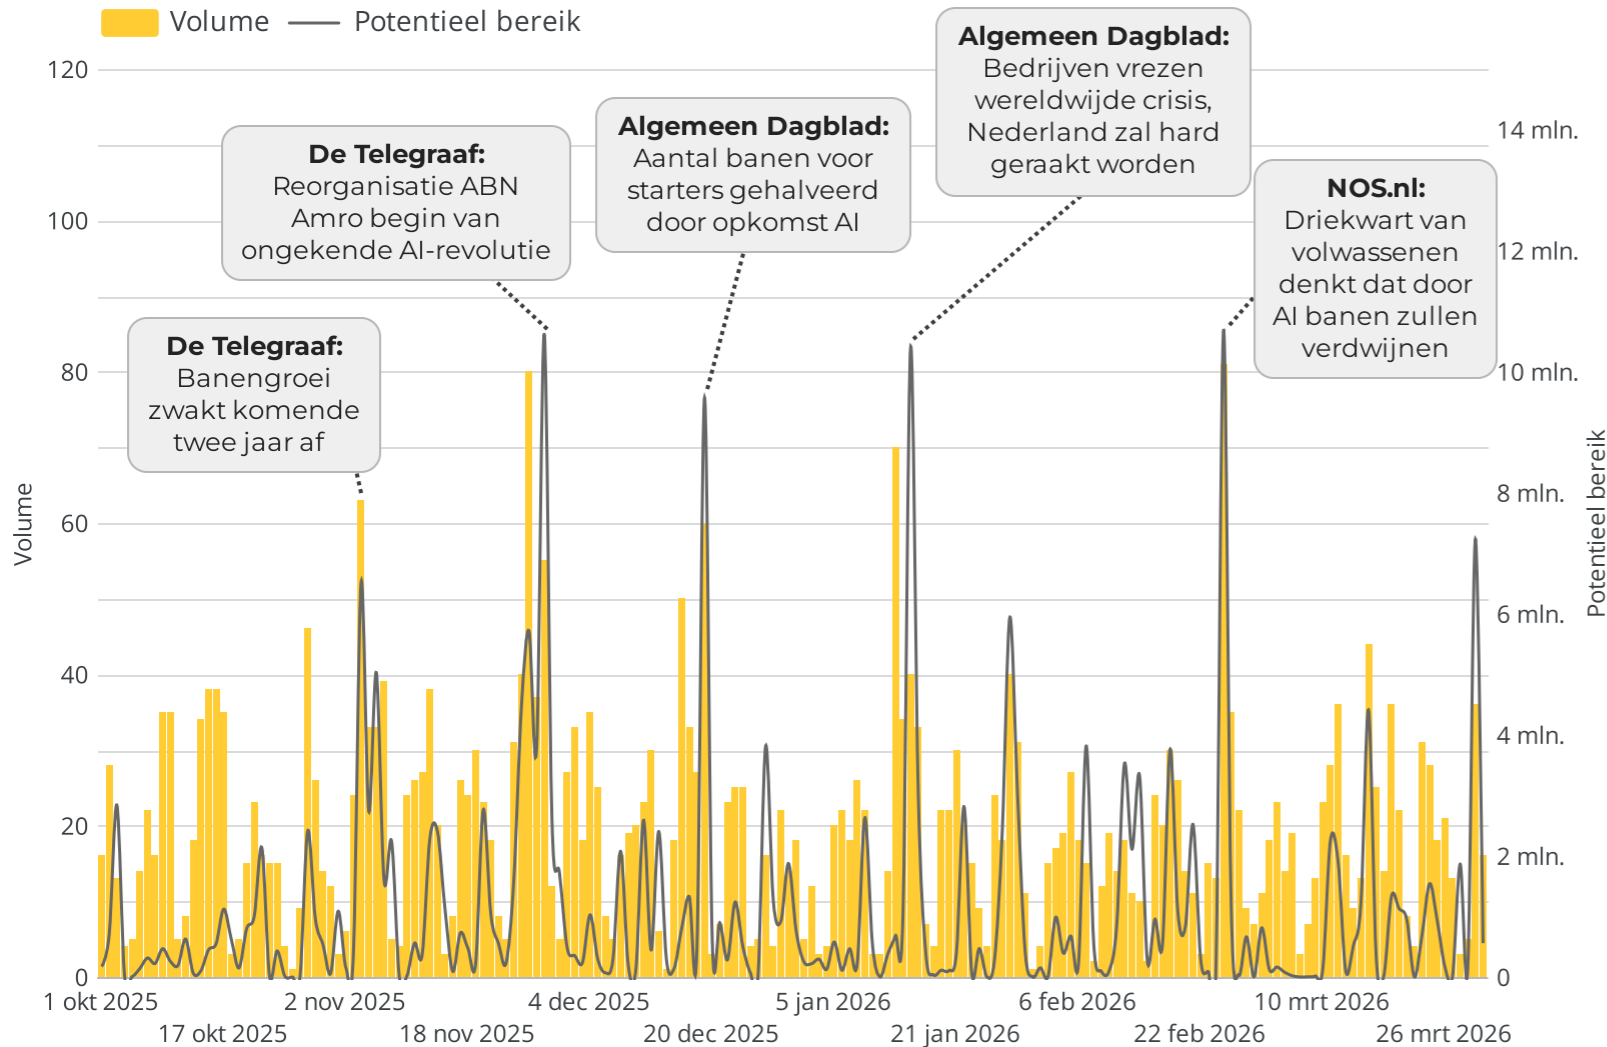 Volume
Potentieel bereik
Algemeen Dagblad:
Bedrijven vrezen
wereldwijde crisis,
Nederland zal hard
geraakt worden
Algemeen Dagblad:
Aantal banen voor
starters gehalveerd
door opkomst AI
De Telegraaf:
Reorganisatie ABN
Amro begin van
ongekende AI-revolutie
NOS.nl:
Driekwart van
volwassenen
denkt dat door
AI banen zullen
verdwijnen
De Telegraaf:
Banengroei
zwakt komende
twee jaar af
120
100
80
60
40
20
0
Volume
14 mln.
12 mln.
10 mln.
8 mln.
6 mln.
4 mln.
2 mln.
0
Potentieel bereik
1 okt 2025
17 okt 2025
2 nov 2025
18 nov 2025
4 dec 2025
20 dec 2025
5 jan 2026
21 jan 2026
6 feb 2026
22 feb 2026
10 mrt 2026
26 mrt 2026